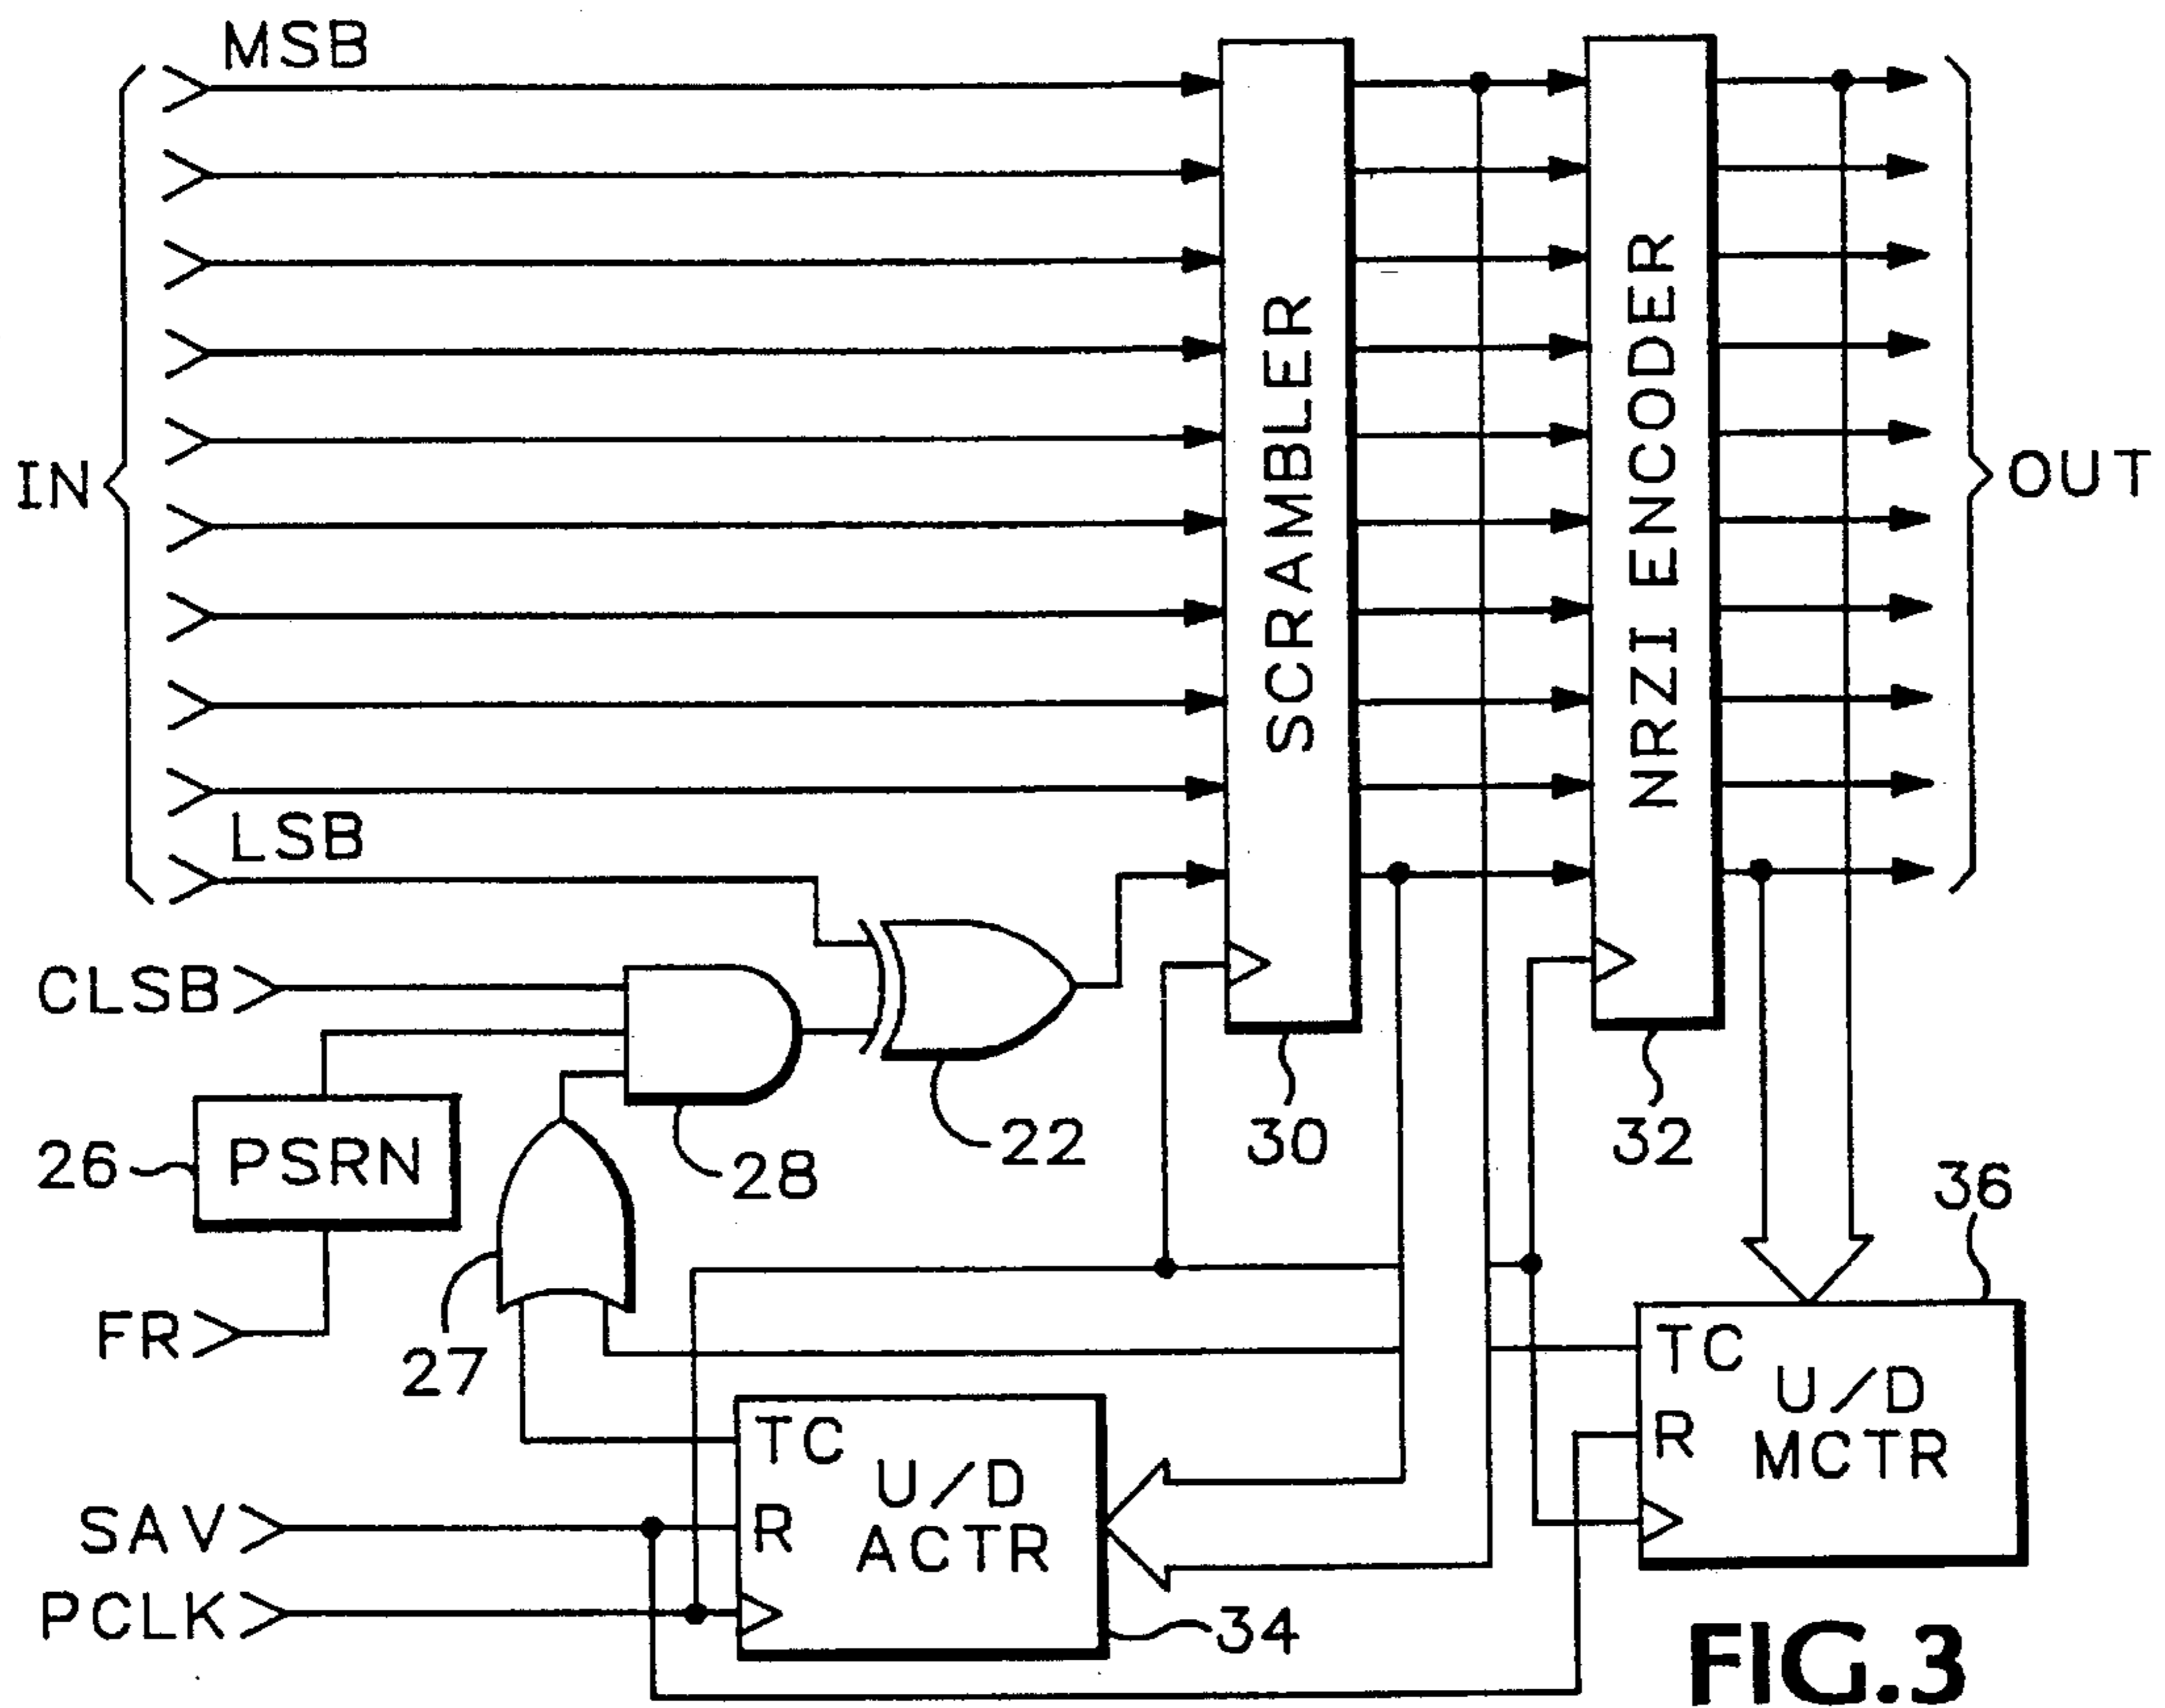 MSB
IN
SCRAMBLER
NRZI ENCODER
OUT
LSB
CLSB
26
PSRN
28
22
30
32
36
FR
27
TC
U/D
MCTR
R
TC
U/D
ACTR
R
SAV
PCLK
34
FIG.3